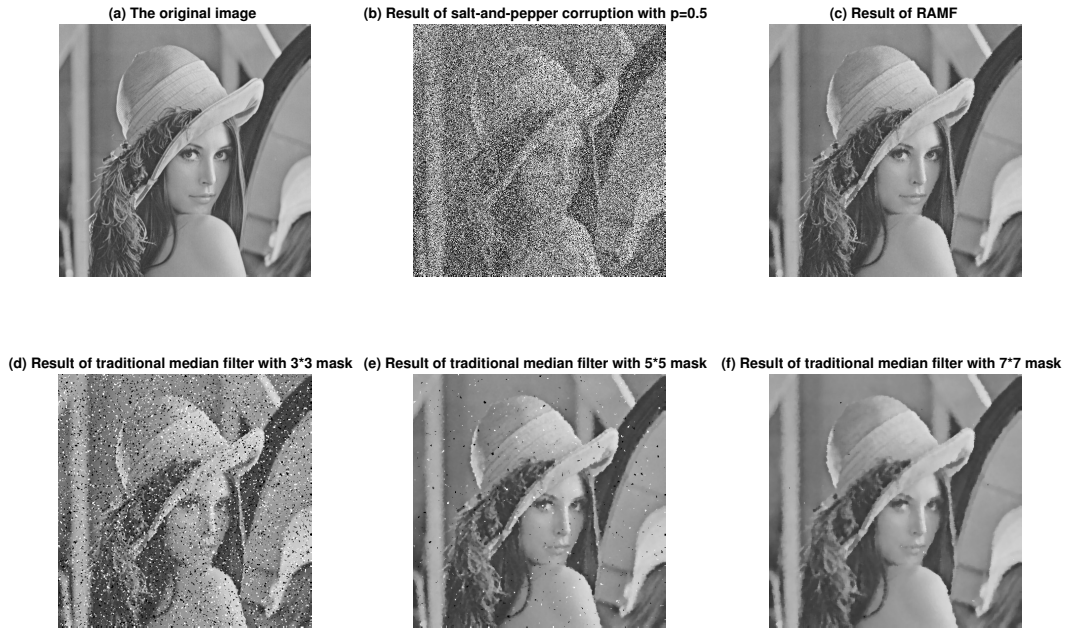 (a) The original image
(b) Result of salt-and-pepper corruption with p=0.5
(c) Result of RAMF
(d) Result of traditional median filter with 3*3 mask
(e) Result of traditional median filter with 5*5 mask
(f) Result of traditional median filter with 7*7 mask